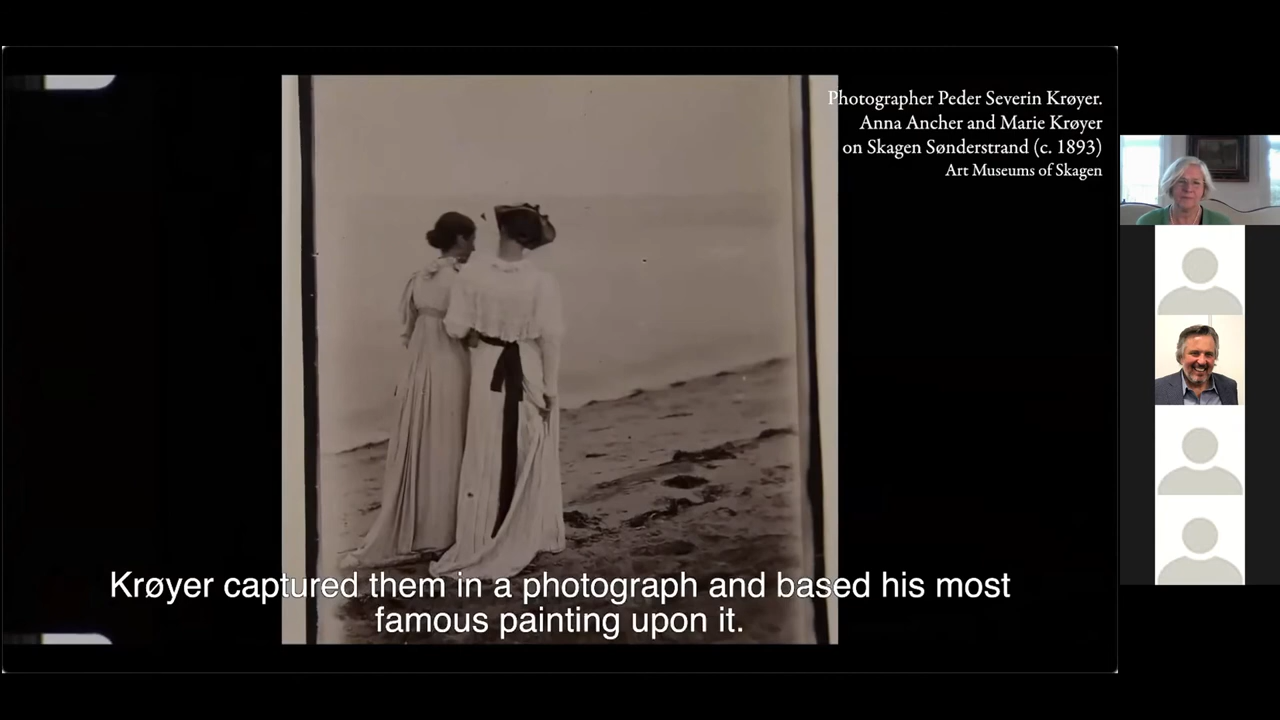 Photographer Peder Severin Krøyer.
Anna Ancher and Marie Krøyer
on Skagen Sønderstrand (c. 1893)
Art Museums of Skagen
Krøyer captured them in a photograph and based his most
famous painting upon it.